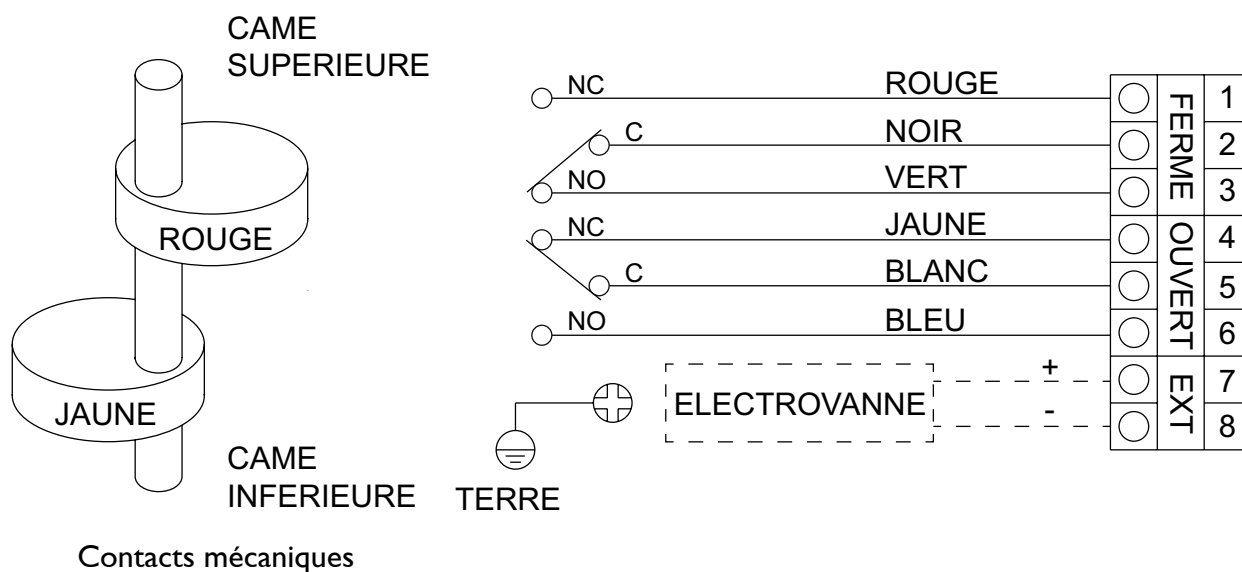 CAME
SUPERIEURE
ROUGE
JAUNE
CAME
INFERIEURE
NC ROUGE 1
C NOIR 2
NO VERT 3
FERME
NC JAUNE 4
C BLANC 5
NO BLEU 6
OUVERT
ELECTROVANNE + 7
- 8
EXT
TERRE
Contacts mécaniques